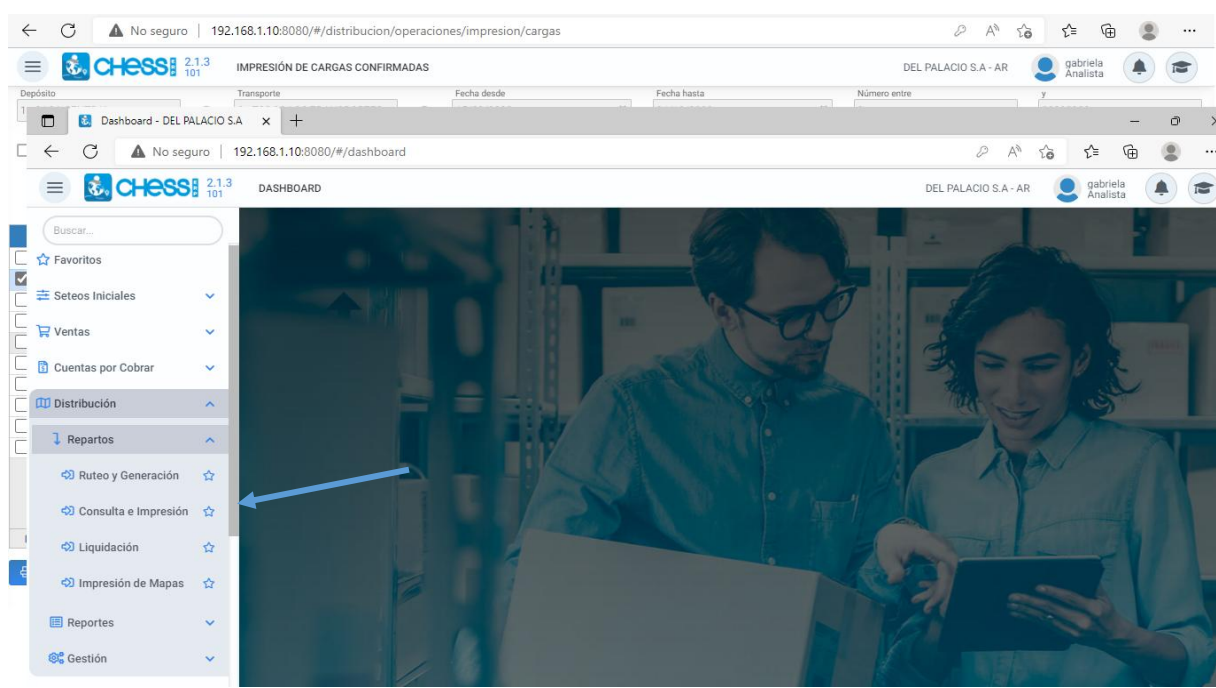 No seguro | 192.168.1.10:8080/#/distribucion/operaciones/impresion/cargas
CHESS 2.1.3 101 IMPRESIÓN DE CARGAS CONFIRMADAS DEL PALACIO S.A - AR gabriela Analista
Depósito Transporte Fecha desde Fecha hasta Número entre y
Dashboard - DEL PALACIO S.A
No seguro | 192.168.1.10:8080/#/dashboard
CHESS 2.1.3 101 DASHBOARD DEL PALACIO S.A - AR gabriela Analista
Buscar...
Favoritos
Seteos Iniciales
Ventas
Cuentas por Cobrar
Distribución
Repartos
Ruteo y Generación
Consulta e Impresión
Liquidación
Impresión de Mapas
Reportes
Gestión